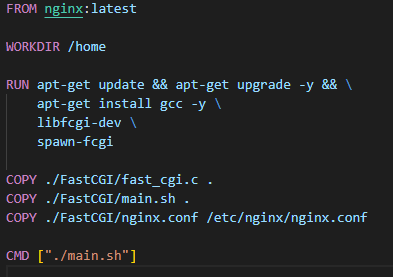 FROM nginx:latest
WORKDIR /home
RUN apt-get update && apt-get upgrade -y && \
apt-get install gcc -y \
libfcgi-dev \
spawn-fcgi
COPY ./FastCGI/fast_cgi.c .
COPY ./FastCGI/main.sh .
COPY ./FastCGI/nginx.conf /etc/nginx/nginx.conf
CMD ["./main.sh"]